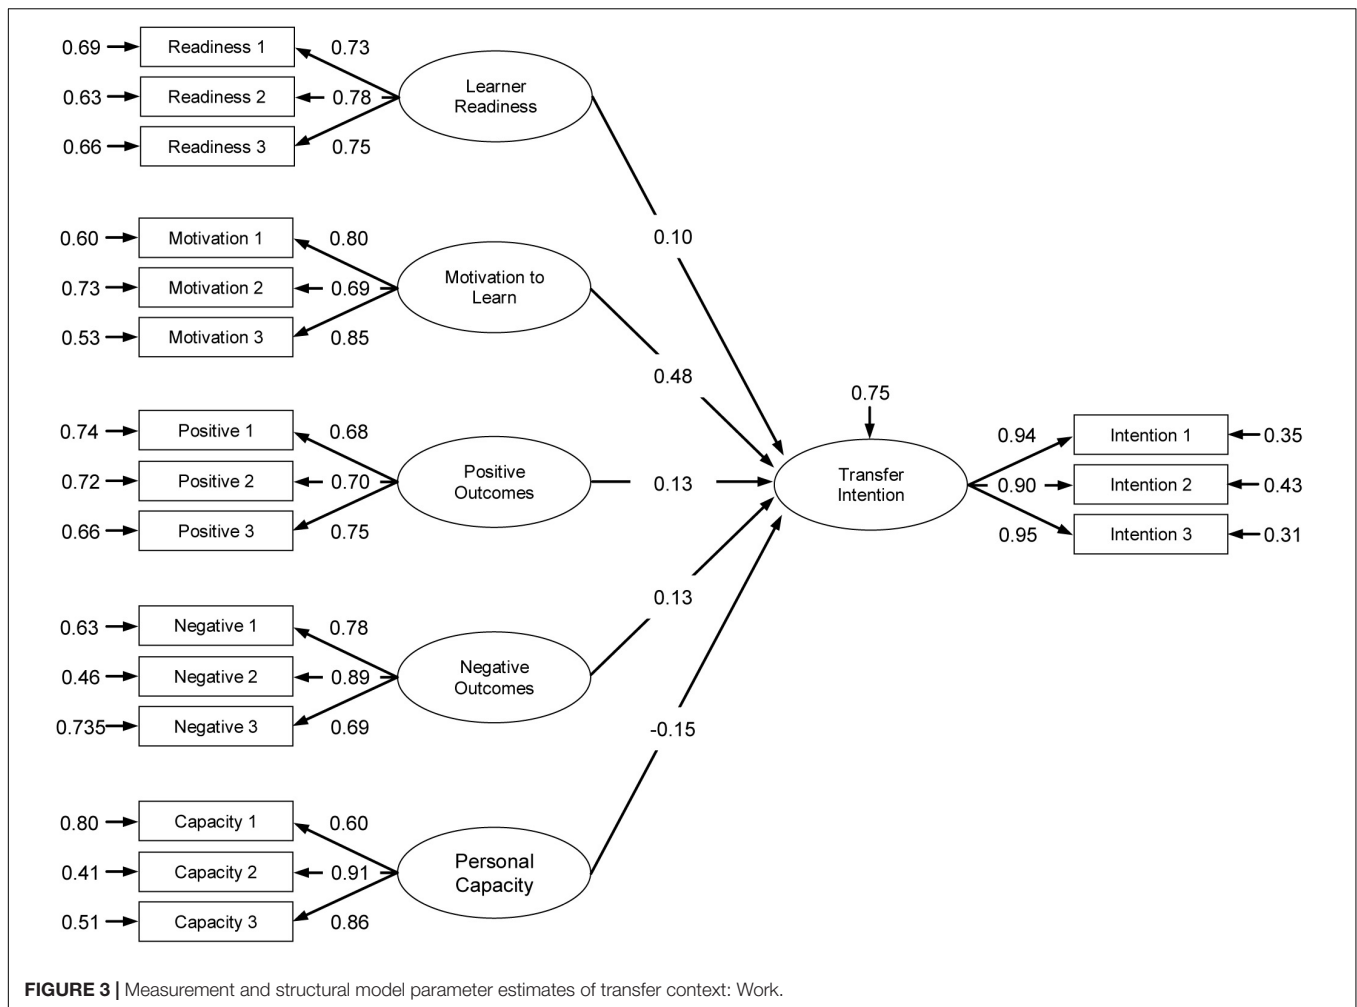 0.69 Readiness 1 0.73
0.63 Readiness 2 0.78
0.66 Readiness 3 0.75
Learner
Readiness
0.10
0.60 Motivation 1 0.80
0.73 Motivation 2 0.69
0.53 Motivation 3 0.85
Motivation to
Learn
0.48
0.74 Positive 1 0.68
0.72 Positive 2 0.70
0.66 Positive 3 0.75
Positive
Outcomes
0.13
0.63 Negative 1 0.78
0.46 Negative 2 0.89
0.735 Negative 3 0.69
Negative
Outcomes
0.13
0.80 Capacity 1 0.60
0.41 Capacity 2 0.91
0.51 Capacity 3 0.86
Personal
Capacity
-0.15
0.75
Transfer
Intention
0.94 Intention 1 0.35
0.90 Intention 2 0.43
0.95 Intention 3 0.31
FIGURE 3 | Measurement and structural model parameter estimates of transfer context: Work.